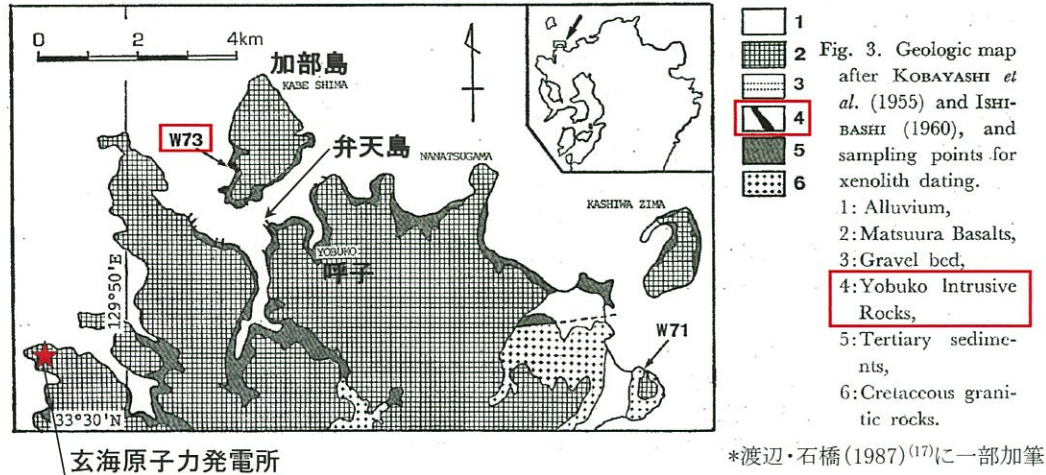 0 2 4km
加部島
KABE SHIMA
W73
弁天島
NANATSUGAMA
KASHIWA ZIMA
YOBUKO
呼子
129°50'E
W71
33°30'N
玄海原子力発電所
1
2
3
4
5
6
Fig. 3. Geologic map
after KOBAYASHI et
al. (1955) and ISHI-
BASHI (1960), and
sampling points for
xenolith dating.
1: Alluvium,
2: Matsuura Basalts,
3: Gravel bed,
4: Yobuko Intrusive
Rocks,
5: Tertiary sedime-
nts,
6: Cretaceous grani-
tic rocks.
*渡辺・石橋(1987)(17)に一部加筆